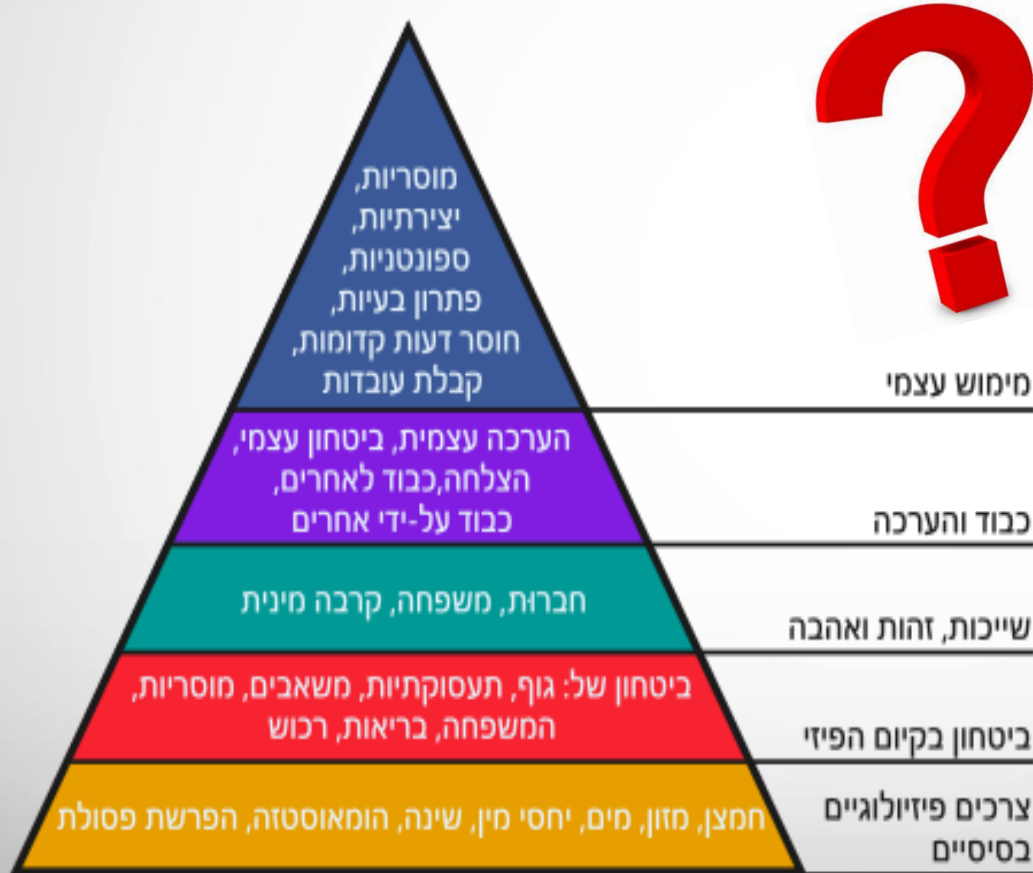 מוסריות,
יצירתיות,
ספונטניות,
פתרון בעיות,
חוסר דעות קדומות,
קבלת עובדות
מימוש עצמי
הערכה עצמית, ביטחון עצמי,
הצלחה,כבוד לאחרים,
כבוד על-ידי אחרים
כבוד והערכה
חברוּת, משפחה, קרבה מינית
שייכות, זהות ואהבה
ביטחון של: גוף, תעסוקתיות, משאבים, מוסריות,
המשפחה, בריאות, רכוש
ביטחון בקיום הפיזי
חמצן, מזון, מים, יחסי מין, שינה, הומאוסטזה, הפרשת פסולת
צרכים פיזיולוגיים
בסיסיים
?